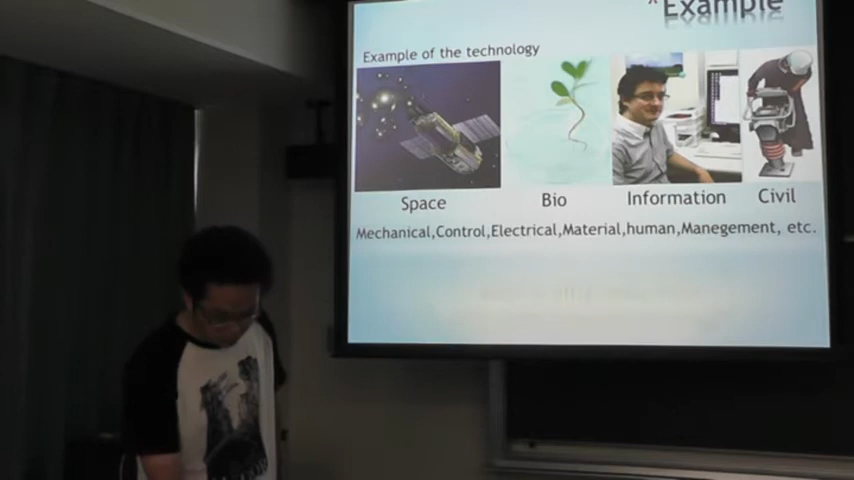 *Example
Example of the technology
Space
Bio
Information
Civil
Mechanical,Control,Electrical,Material,human,Manegement, etc.